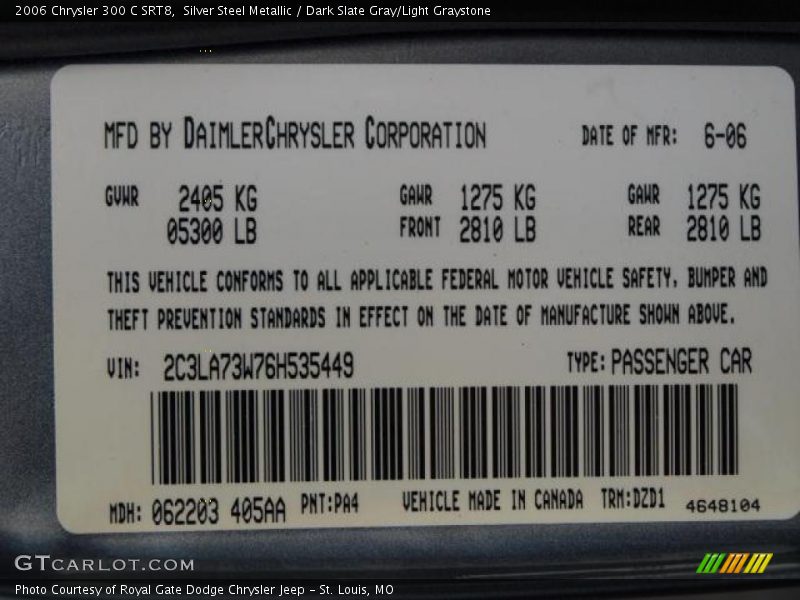 2006 Chrysler 300 C SRT8,  Silver Steel Metallic / Dark Slate Gray/Light Graystone
MFD BY DAIMLERCHRYSLER CORPORATION DATE OF MFR: 6-06
GVWR 2405 KG GAWR 1275 KG GAWR 1275 KG
05300 LB FRONT 2810 LB REAR 2810 LB
THIS VEHICLE CONFORMS TO ALL APPLICABLE FEDERAL MOTOR VEHICLE SAFETY, BUMPER AND
THEFT PREVENTION STANDARDS IN EFFECT ON THE DATE OF MANUFACTURE SHOWN ABOVE.
VIN: 2C3LA73W76H535449 TYPE: PASSENGER CAR
MDH: 062203 405AA PNT:PA4 VEHICLE MADE IN CANADA TRM:DZD1 4648104
GTCARLOT.COM
Photo Courtesy of Royal Gate Dodge Chrysler Jeep – St. Louis, MO